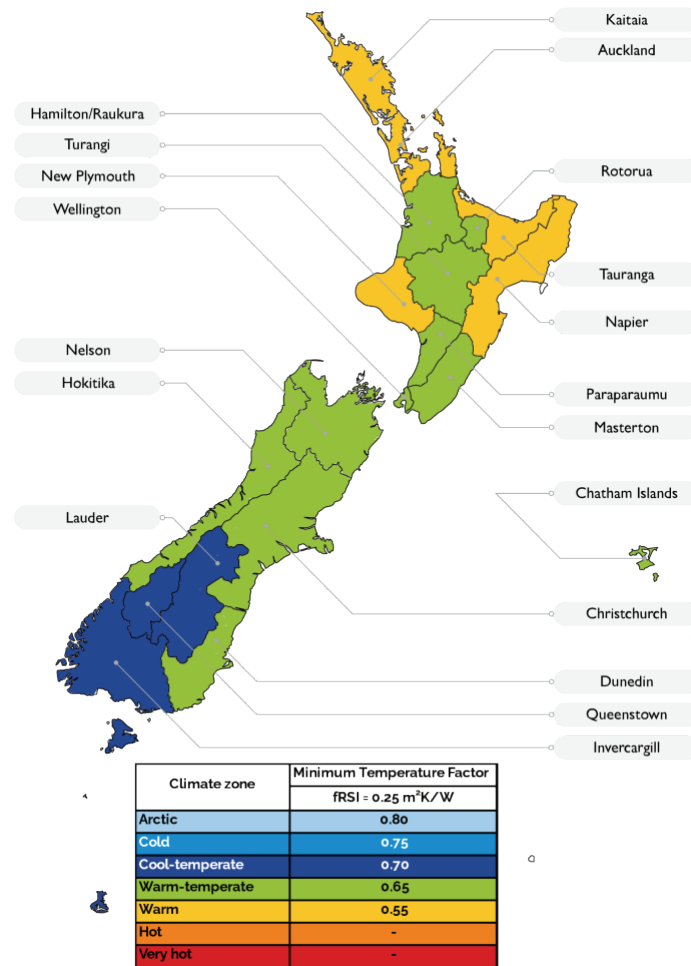 Kaitaia
Auckland
Hamilton/Raukura
Turangi
New Plymouth
Wellington
Rotorua
Tauranga
Napier
Nelson
Hokitika
Paraparaumu
Masterton
Chatham Islands
Lauder
Christchurch
Dunedin
Queenstown
Invercargill
Climate zone
Minimum Temperature Factor
fRSI = 0.25 m²K/W
Arctic 0.80
Cold 0.75
Cool-temperate 0.70
Warm-temperate 0.65
Warm 0.55
Hot -
Very hot -